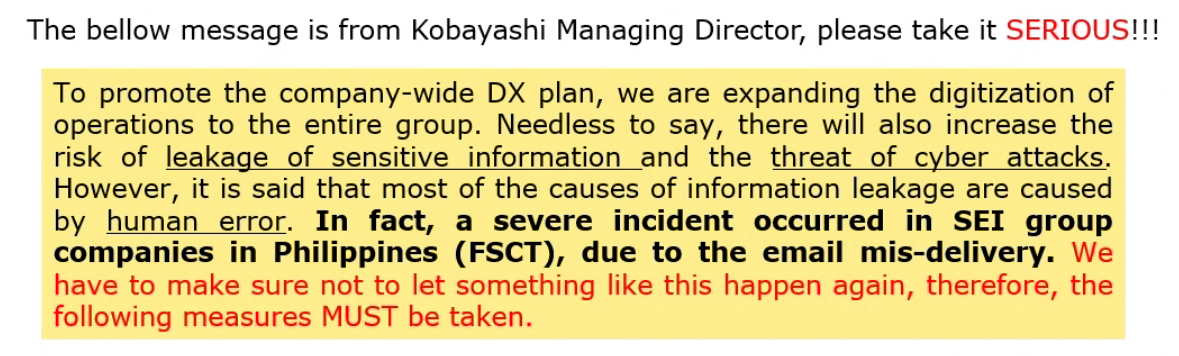 The bellow message is from Kobayashi Managing Director, please take it SERIOUS!!!
To promote the company-wide DX plan, we are expanding the digitization of
operations to the entire group. Needless to say, there will also increase the
risk of leakage of sensitive information and the threat of cyber attacks.
However, it is said that most of the causes of information leakage are caused
by human error. In fact, a severe incident occurred in SEI group
companies in Philippines (FSCT), due to the email mis-delivery. We
have to make sure not to let something like this happen again, therefore, the
following measures MUST be taken.